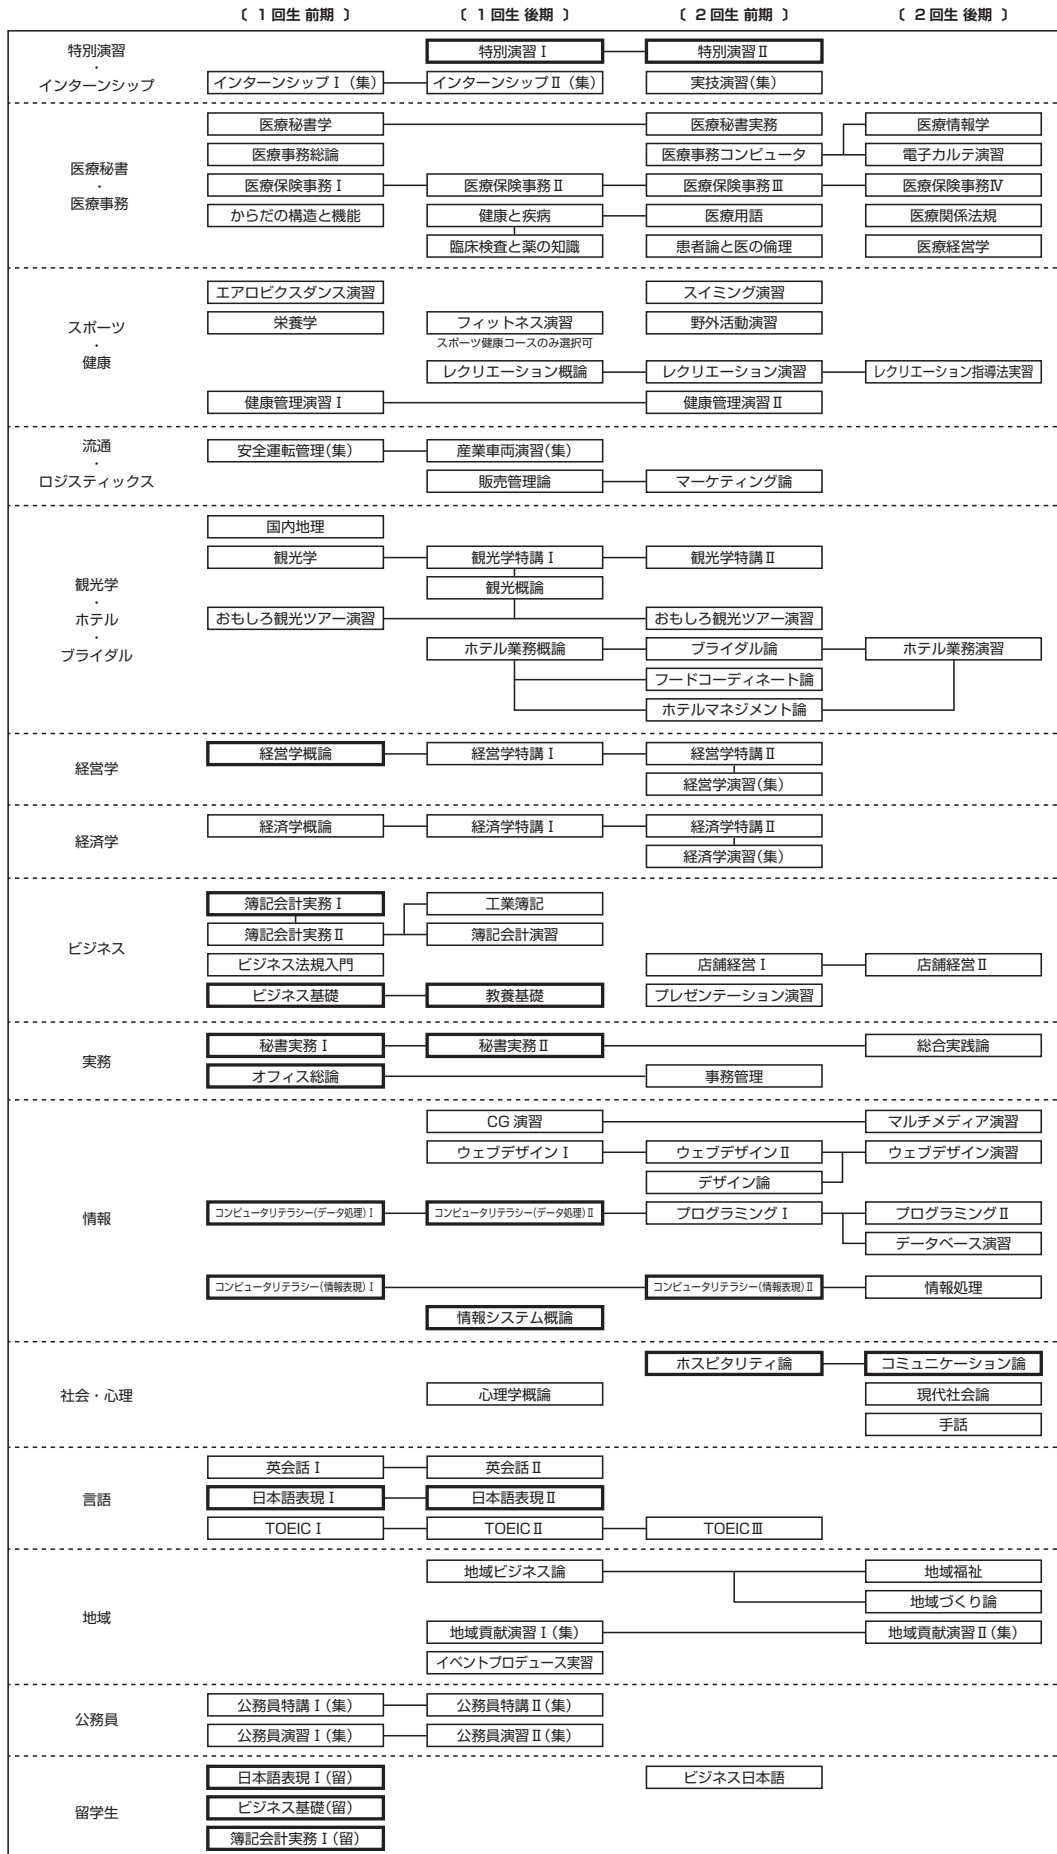 〔 1回生 前期 〕 〔 1回生 後期 〕 〔 2回生 前期 〕 〔 2回生 後期 〕
特別演習
・
インターンシップ
特別演習Ⅰ 特別演習Ⅱ
インターンシップⅠ（集） インターンシップⅡ（集） 実技演習(集)
医療秘書
・
医療事務
医療秘書学 医療秘書実務 医療情報学
医療事務総論 医療事務コンピュータ 電子カルテ演習
医療保険事務Ⅰ 医療保険事務Ⅱ 医療保険事務Ⅲ 医療保険事務Ⅳ
からだの構造と機能 健康と疾病 医療用語 医療関係法規
臨床検査と薬の知識 患者論と医の倫理 医療経営学
スポーツ
・
健康
エアロビクスダンス演習 スイミング演習
栄養学 フィットネス演習 野外活動演習
スポーツ健康コースのみ選択可
レクリエーション概論 レクリエーション演習 レクリエーション指導法実習
健康管理演習Ⅰ 健康管理演習Ⅱ
流通
・
ロジスティックス
安全運転管理(集) 産業車両演習(集)
販売管理論 マーケティング論
観光学
・
ホテル
・
ブライダル
国内地理
観光学 観光学特講Ⅰ 観光学特講Ⅱ
観光概論
おもしろ観光ツアー演習 おもしろ観光ツアー演習
ホテル業務概論 ブライダル論 ホテル業務演習
フードコーディネート論
ホテルマネジメント論
経営学
経営学概論 経営学特講Ⅰ 経営学特講Ⅱ
経営学演習(集)
経済学
経済学概論 経済学特講Ⅰ 経済学特講Ⅱ
経済学演習(集)
ビジネス
簿記会計実務Ⅰ 工業簿記
簿記会計実務Ⅱ 簿記会計演習
ビジネス法規入門 店舗経営Ⅰ 店舗経営Ⅱ
ビジネス基礎 教養基礎 プレゼンテーション演習
実務
秘書実務Ⅰ 秘書実務Ⅱ 総合実践論
オフィス総論 事務管理
情報
CG 演習 マルチメディア演習
ウェブデザインⅠ ウェブデザインⅡ ウェブデザイン演習
デザイン論
コンピュータリテラシー(データ処理)Ⅰ コンピュータリテラシー(データ処理)Ⅱ プログラミングⅠ プログラミングⅡ
データベース演習
コンピュータリテラシー(情報表現)Ⅰ コンピュータリテラシー(情報表現)Ⅱ 情報処理
情報システム概論
社会・心理
ホスピタリティ論 コミュニケーション論
心理学概論 現代社会論
手話
言語
英会話Ⅰ 英会話Ⅱ
日本語表現Ⅰ 日本語表現Ⅱ
TOEICⅠ TOEICⅡ TOEICⅢ
地域
地域ビジネス論 地域福祉
地域づくり論
地域貢献演習Ⅰ(集) 地域貢献演習Ⅱ(集)
イベントプロデュース実習
公務員
公務員特講Ⅰ(集) 公務員特講Ⅱ(集)
公務員演習Ⅰ(集) 公務員演習Ⅱ(集)
留学生
日本語表現Ⅰ(留) ビジネス日本語
ビジネス基礎(留)
簿記会計実務Ⅰ(留)